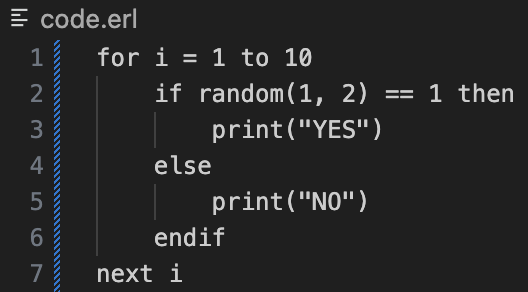 code.erl
1 for i = 1 to 10
2     if random(1, 2) == 1 then
3         print("YES")
4     else
5         print("NO")
6     endif
7 next i